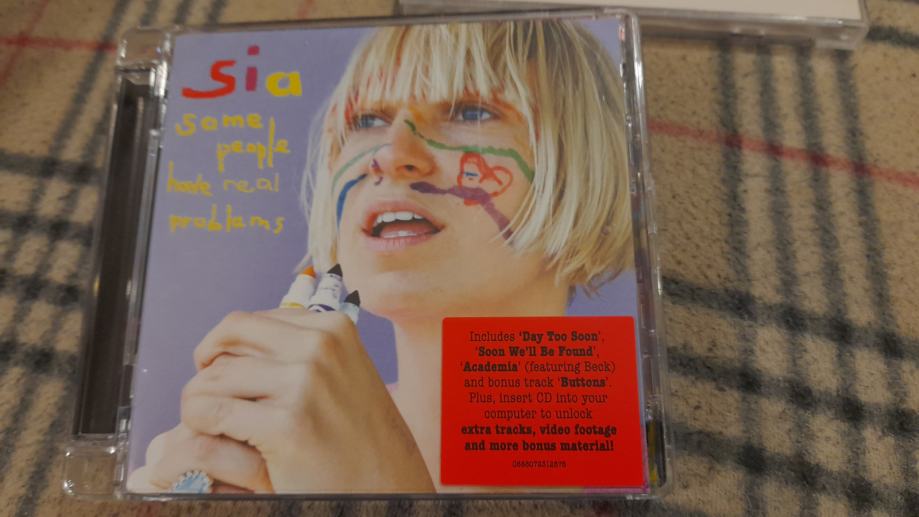 sia
some
people
have real
problems
Includes ‘Day Too Soon’,
‘Soon We’ll Be Found’,
‘Academia’ (featuring Beck)
and bonus track ‘Buttons’.
Plus, insert CD into your
computer to unlock
extra tracks, video footage
and more bonus material!